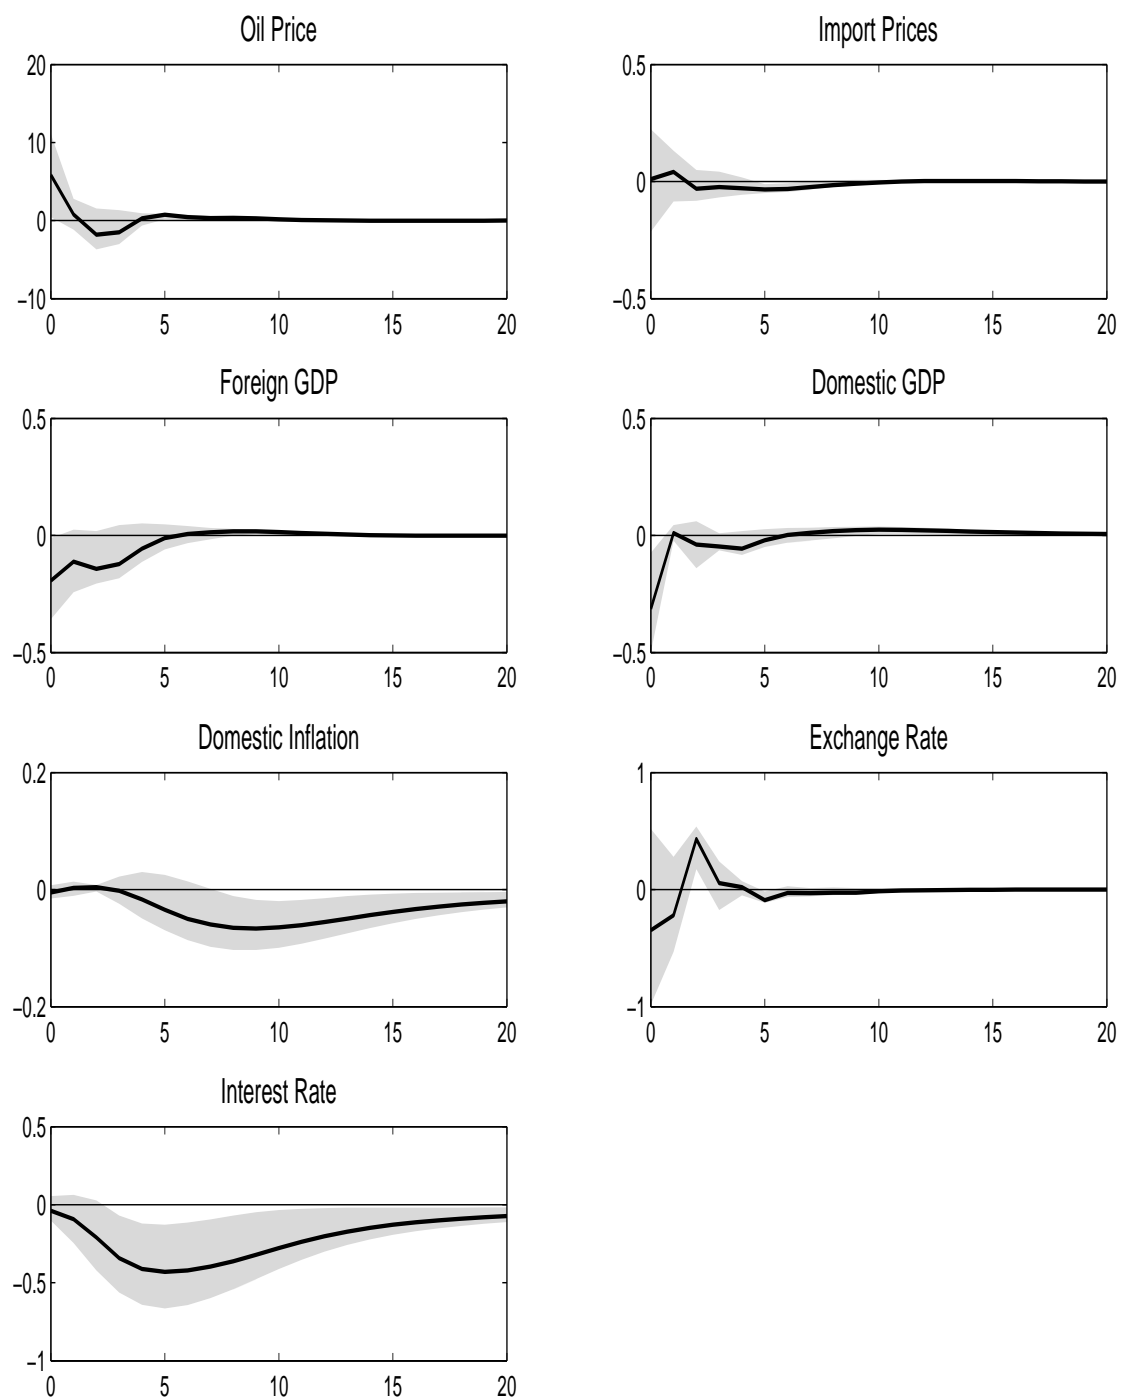 Oil Price
20
10
0
−10
0 5 10 15 20
Import Prices
0.5
0
−0.5
0 5 10 15 20
Foreign GDP
0.5
0
−0.5
0 5 10 15 20
Domestic GDP
0.5
0
−0.5
0 5 10 15 20
Domestic Inflation
0.2
0
−0.2
0 5 10 15 20
Exchange Rate
1
0
−1
0 5 10 15 20
Interest Rate
0.5
0
−0.5
−1
0 5 10 15 20